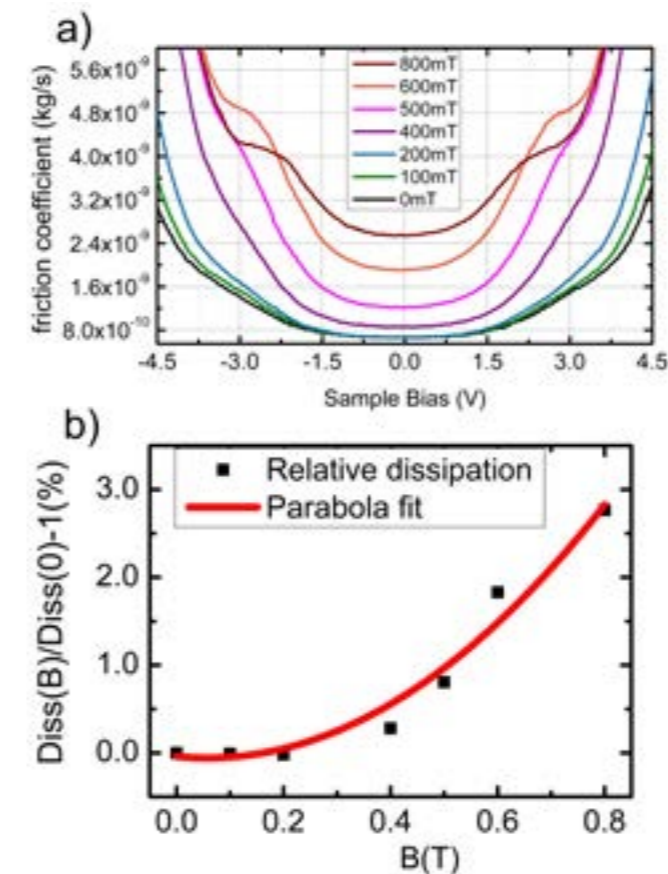 a)
friction coefficient (kg/s)
5.6x10⁻⁹
4.8x10⁻⁹
4.0x10⁻⁹
3.2x10⁻⁹
2.4x10⁻⁹
1.6x10⁻⁹
8.0x10⁻¹⁰
800mT
600mT
500mT
400mT
200mT
100mT
0mT
-4.5 -3.0 -1.5 0.0 1.5 3.0 4.5
Sample Bias (V)
b)
Diss(B)/Diss(0)-1(%)
3.0
2.0
1.0
0.0
Relative dissipation
Parabola fit
0.0 0.2 0.4 0.6 0.8
B(T)